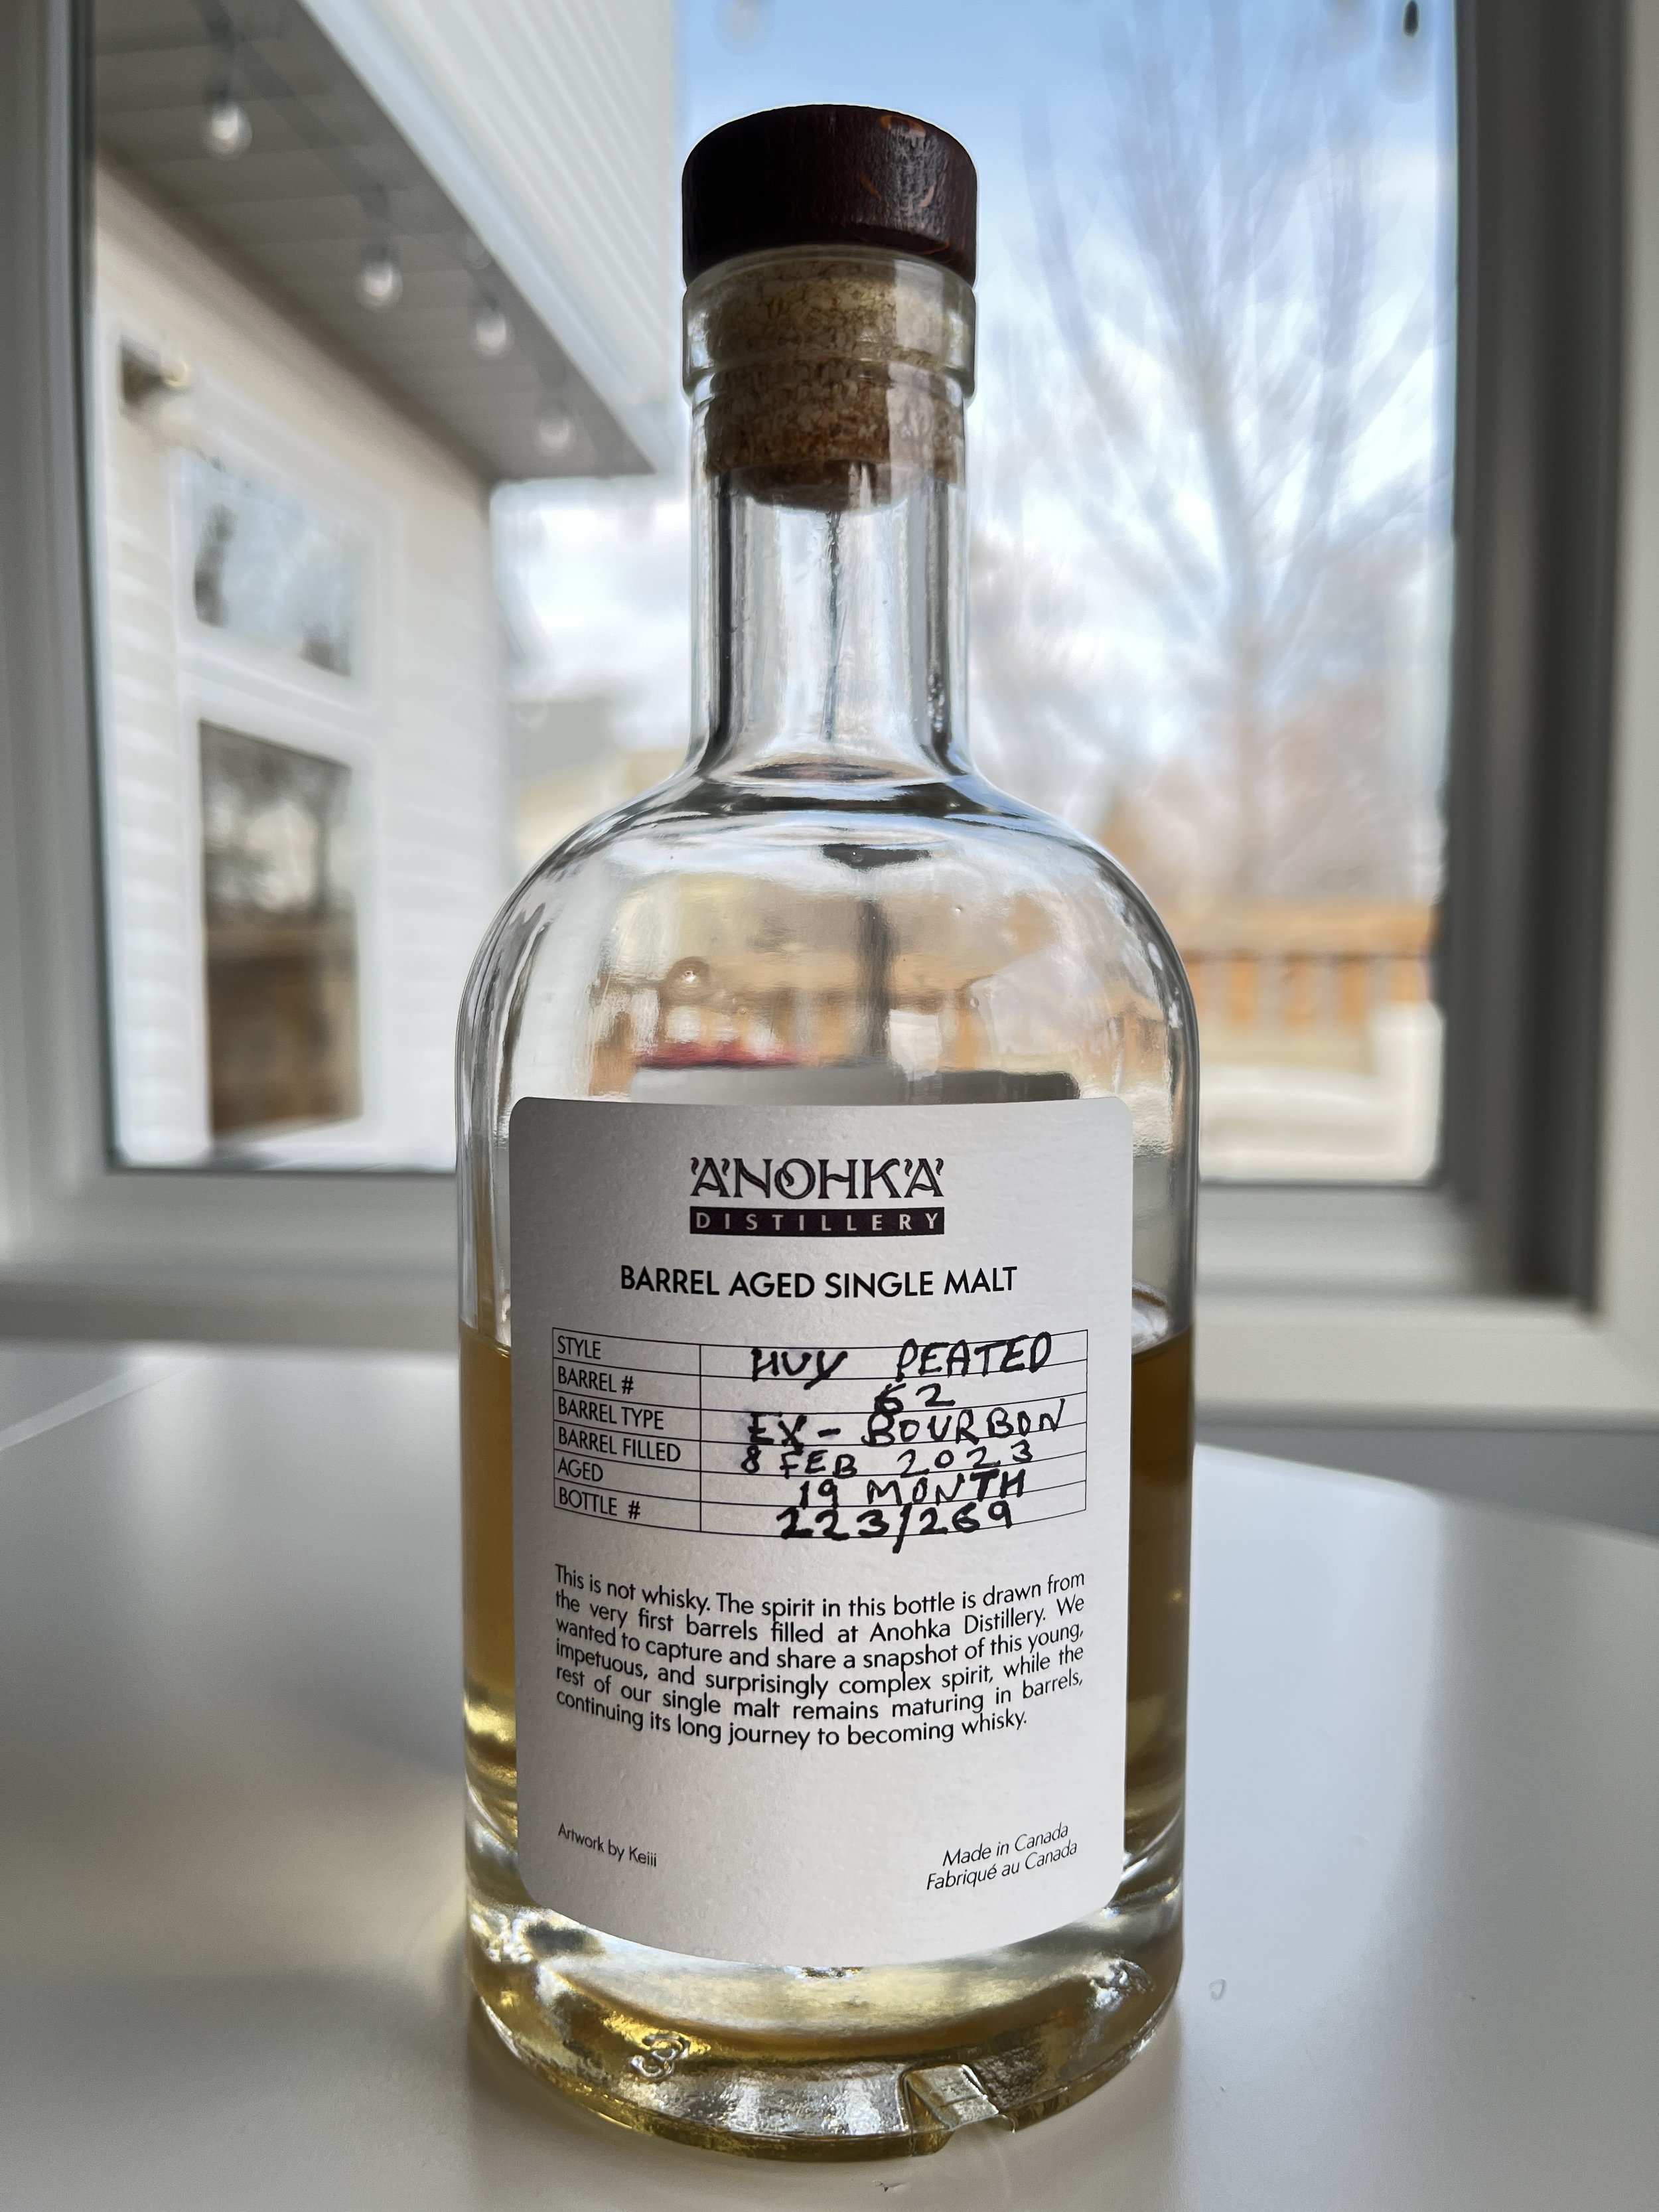 ANOHKA
DISTILLERY
BARREL AGED SINGLE MALT
STYLE HVY PEATED
BARREL # 62
BARREL TYPE EX-BOURBON
BARREL FILLED 8 FEB 2023
AGED 19 MONTH
BOTTLE # 223/269
This is not whisky. The spirit in this bottle is drawn from
the very first barrels filled at Anohka Distillery. We
wanted to capture and share a snapshot of this young,
impetuous, and surprisingly complex spirit, while the
rest of our single malt remains maturing in barrels,
continuing its long journey to becoming whisky.
Artwork by Keiii
Made in Canada
Fabriqué au Canada
3